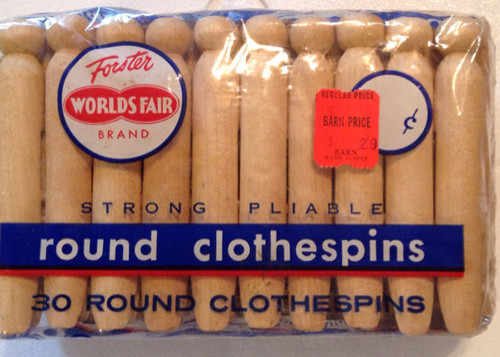 Forster
WORLDS FAIR
BRAND
REGULAR PRICE
BARN PRICE
$ 29
BARN
¢
STRONG PLIABLE
round clothespins
30 ROUND CLOTHESPINS